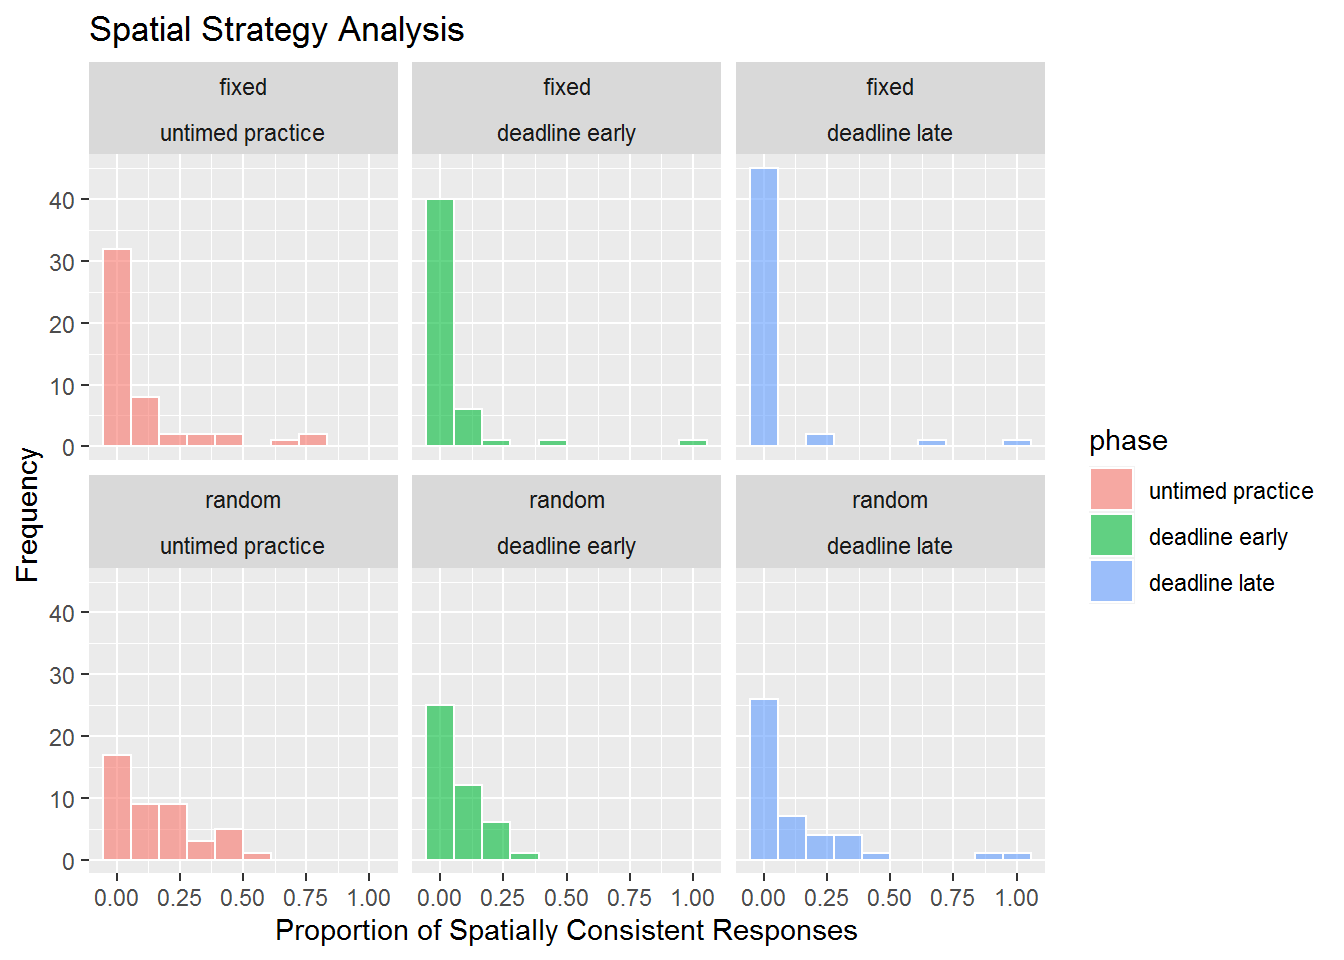 Spatial Strategy Analysis
fixed
untimed practice
fixed
deadline early
fixed
deadline late
40
30
20
10
0
random
untimed practice
random
deadline early
random
deadline late
40
30
20
10
0
0.00 0.25 0.50 0.75 1.00
0.00 0.25 0.50 0.75 1.00
0.00 0.25 0.50 0.75 1.00
Proportion of Spatially Consistent Responses
Frequency
phase
untimed practice
deadline early
deadline late